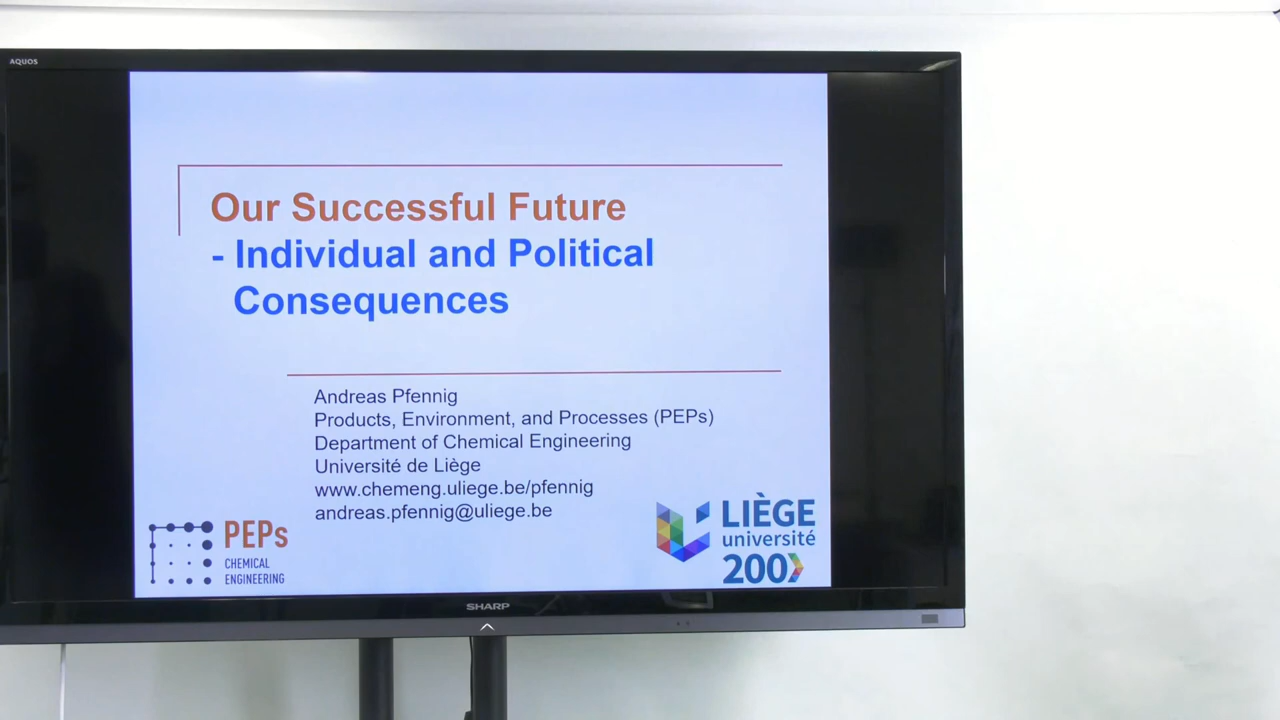 AQUOS
Our Successful Future
- Individual and Political
Consequences
Andreas Pfennig
Products, Environment, and Processes (PEPs)
Department of Chemical Engineering
Université de Liège
www.chemeng.uliege.be/pfennig
andreas.pfennig@uliege.be
PEPs
CHEMICAL
ENGINEERING
LIÈGE
université
200
SHARP